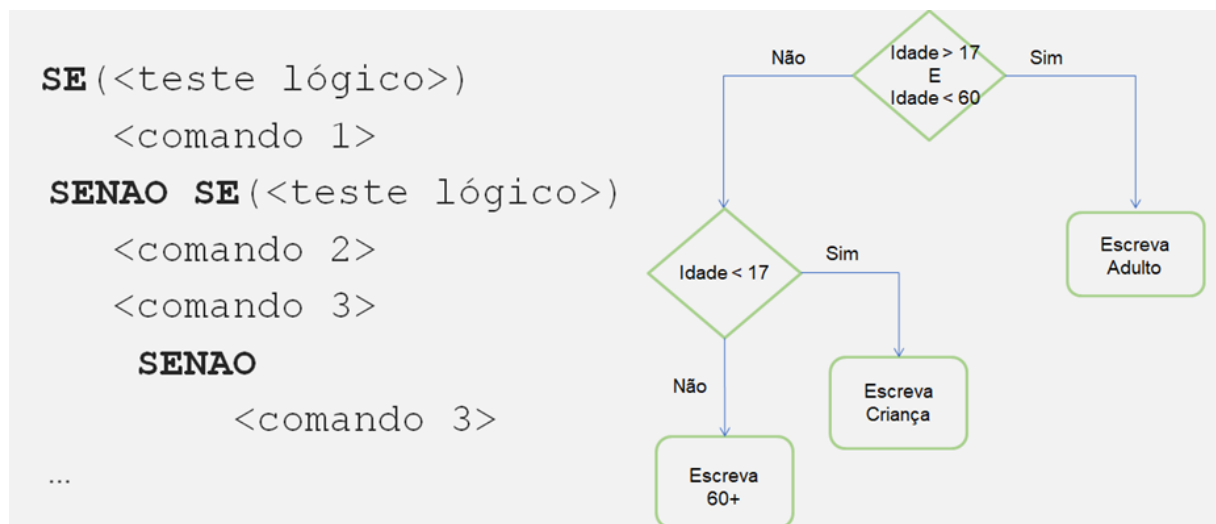 SE(<teste lógico>)
<comando 1>
SENAO SE(<teste lógico>)
<comando 2>
<comando 3>
SENAO
<comando 3>
...
Idade > 17
E
Idade < 60
Não
Sim
Escreva
Adulto
Idade < 17
Sim
Escreva
Criança
Não
Escreva
60+